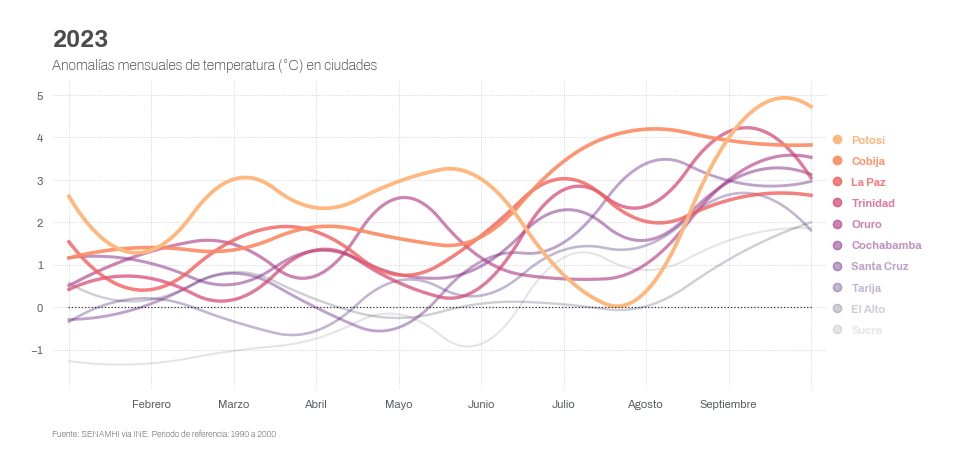 2023
Anomalías mensuales de temperatura (°C) en ciudades
5
4
3
2
1
0
−1
Febrero
Marzo
Abril
Mayo
Junio
Julio
Agosto
Septiembre
Potosí
Cobija
La Paz
Trinidad
Oruro
Cochabamba
Santa Cruz
Tarija
El Alto
Sucre
Fuente: SENAMHI via INE. Periodo de referencia: 1990 a 2000